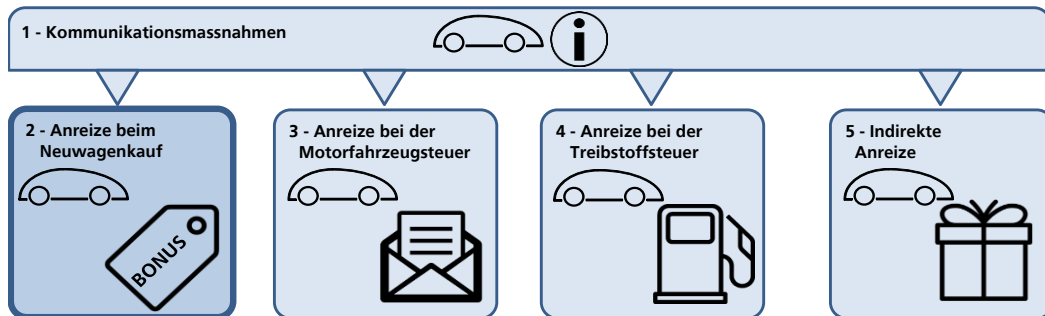 1 - Kommunikationsmassnahmen
2 - Anreize beim
Neuwagenkauf
BONUS
3 - Anreize bei der
Motorfahrzeugsteuer
4 - Anreize bei der
Treibstoffsteuer
5 - Indirekte
Anreize